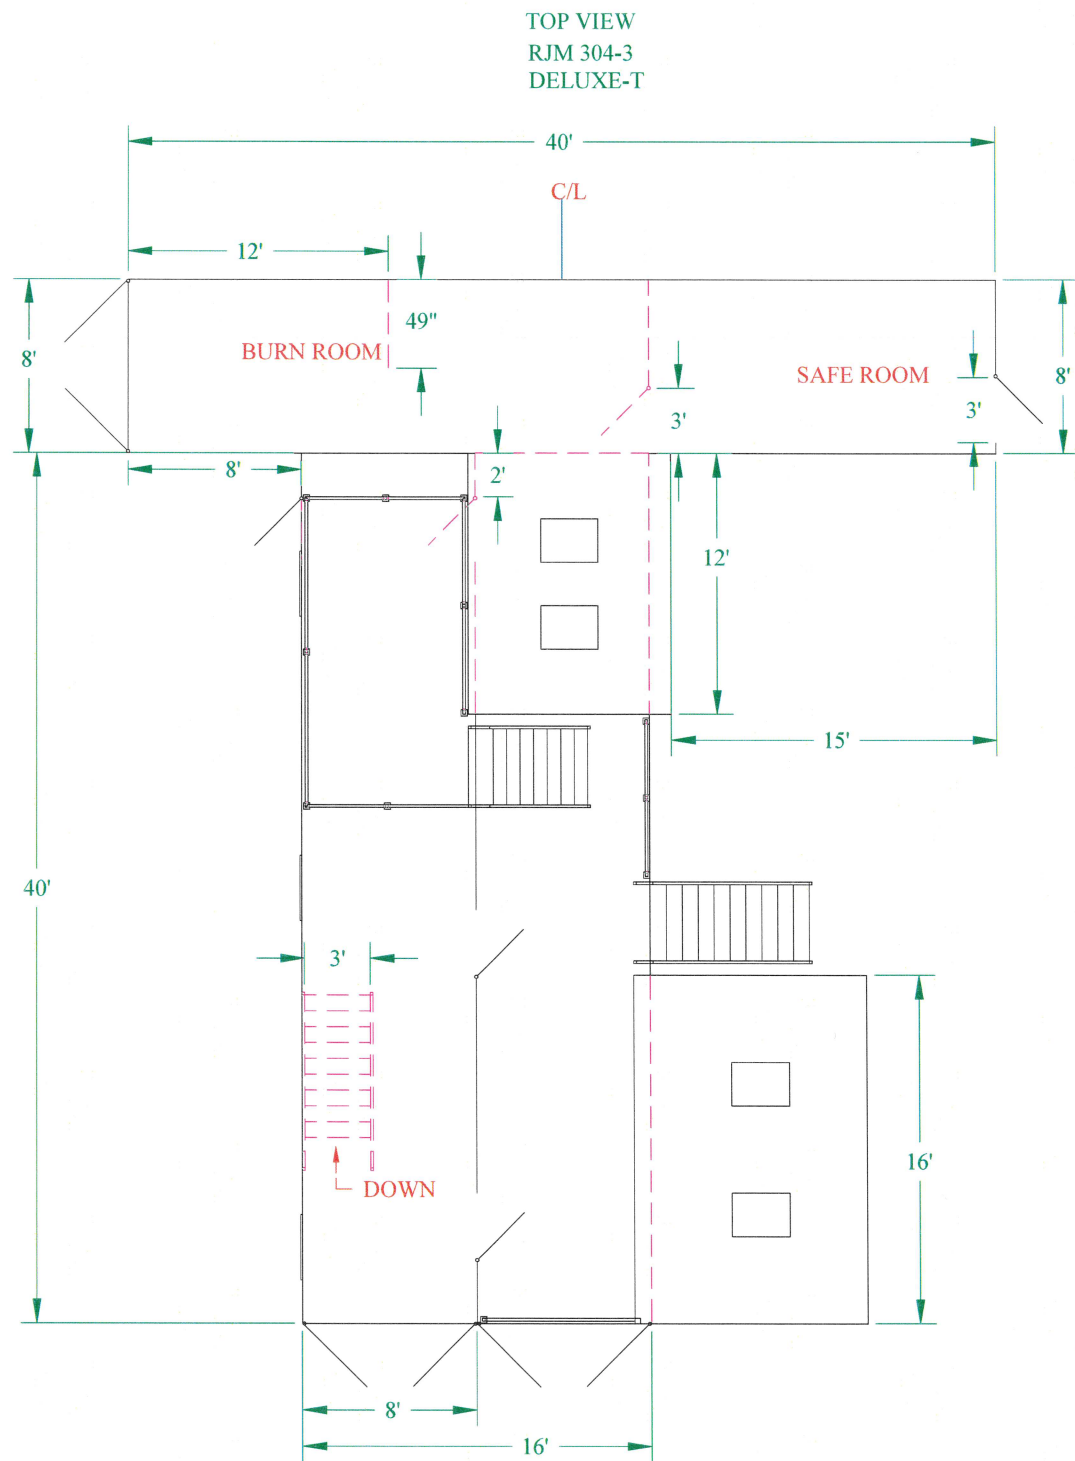 TOP VIEW
RJM 304-3
DELUXE-T
40'
C/L
12'
49"
8'
BURN ROOM
SAFE ROOM
8'
3'
3'
8'
2'
12'
15'
40'
3'
16'
DOWN
8'
16'